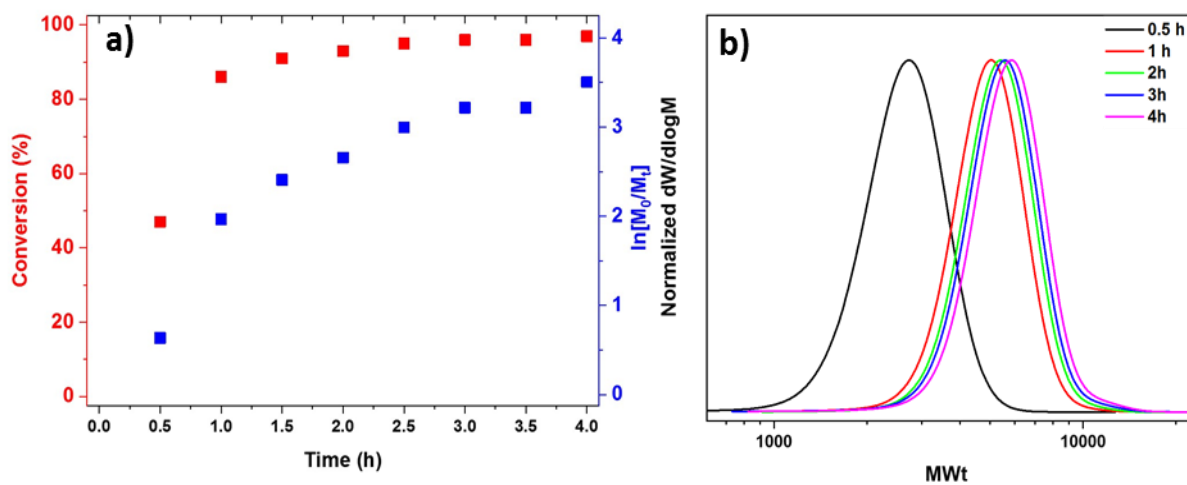 a)
100
80
60
40
20
0
Conversion (%)
0.0 0.5 1.0 1.5 2.0 2.5 3.0 3.5 4.0
Time (h)
4
3
2
1
0
ln[M₀/Mₜ]
b)
0.5 h
1 h
2h
3h
4h
Normalized dW/dlogM
1000 10000
MWt